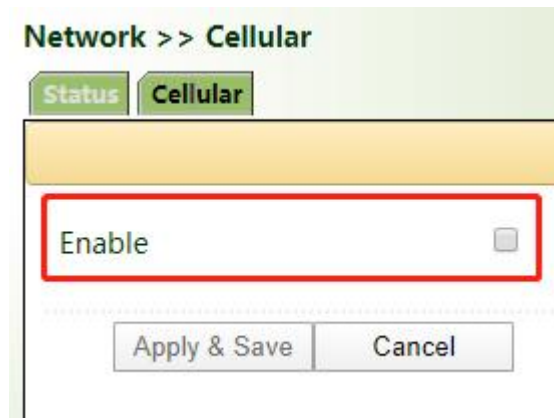 Network >> Cellular
Status Cellular
Enable
Apply & Save Cancel